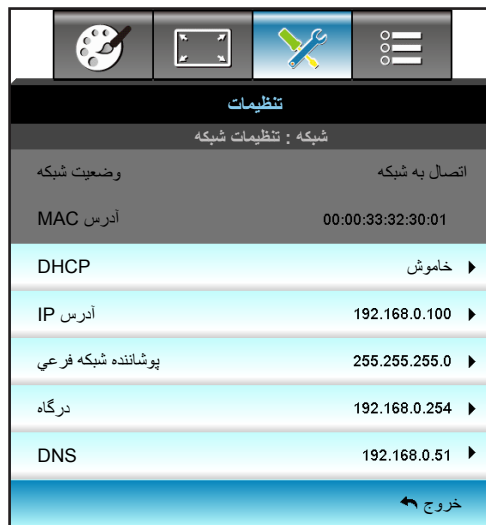 تنظیمات
شبکه : تنظیمات شبکه
وضعیت شبکه اتصال به شبکه
آدرس MAC 00:00:33:32:30:01
DHCP خاموش
آدرس IP 192.168.0.100
پوشاننده شبکه فرعي 255.255.255.0
درگاه 192.168.0.254
DNS 192.168.0.51
خروج